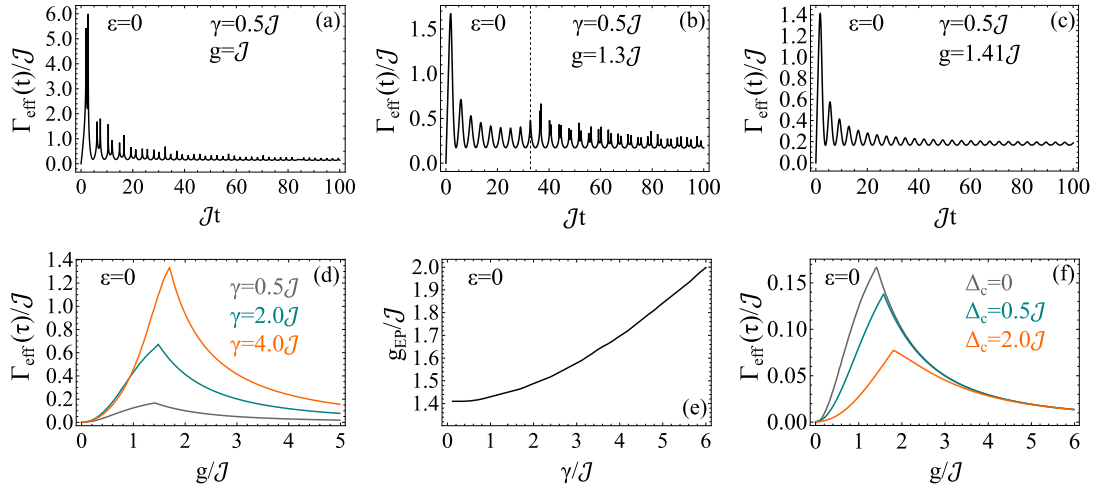 (a)
ε=0
γ=0.5𝒥
g=𝒥
Γeff(t)/𝒥
6.0
5.0
4.0
3.0
2.0
1.0
0.0
0 20 40 60 80 100
𝒥t
(b)
ε=0
γ=0.5𝒥
g=1.3𝒥
Γeff(t)/𝒥
1.5
1.0
0.5
0.0
0 20 40 60 80 100
𝒥t
(c)
ε=0
γ=0.5𝒥
g=1.41𝒥
Γeff(t)/𝒥
1.4
1.2
1.0
0.8
0.6
0.4
0.2
0.0
0 20 40 60 80 100
𝒥t
(d)
ε=0
γ=0.5𝒥
γ=2.0𝒥
γ=4.0𝒥
Γeff(τ)/𝒥
1.4
1.2
1.0
0.8
0.6
0.4
0.2
0.0
0 1 2 3 4 5
g/𝒥
ε=0
(e)
gEP/𝒥
2.0
1.9
1.8
1.7
1.6
1.5
1.4
0 1 2 3 4 5 6
γ/𝒥
(f)
ε=0
Δc=0
Δc=0.5𝒥
Δc=2.0𝒥
Γeff(τ)/𝒥
0.15
0.10
0.05
0.00
0 1 2 3 4 5 6
g/𝒥